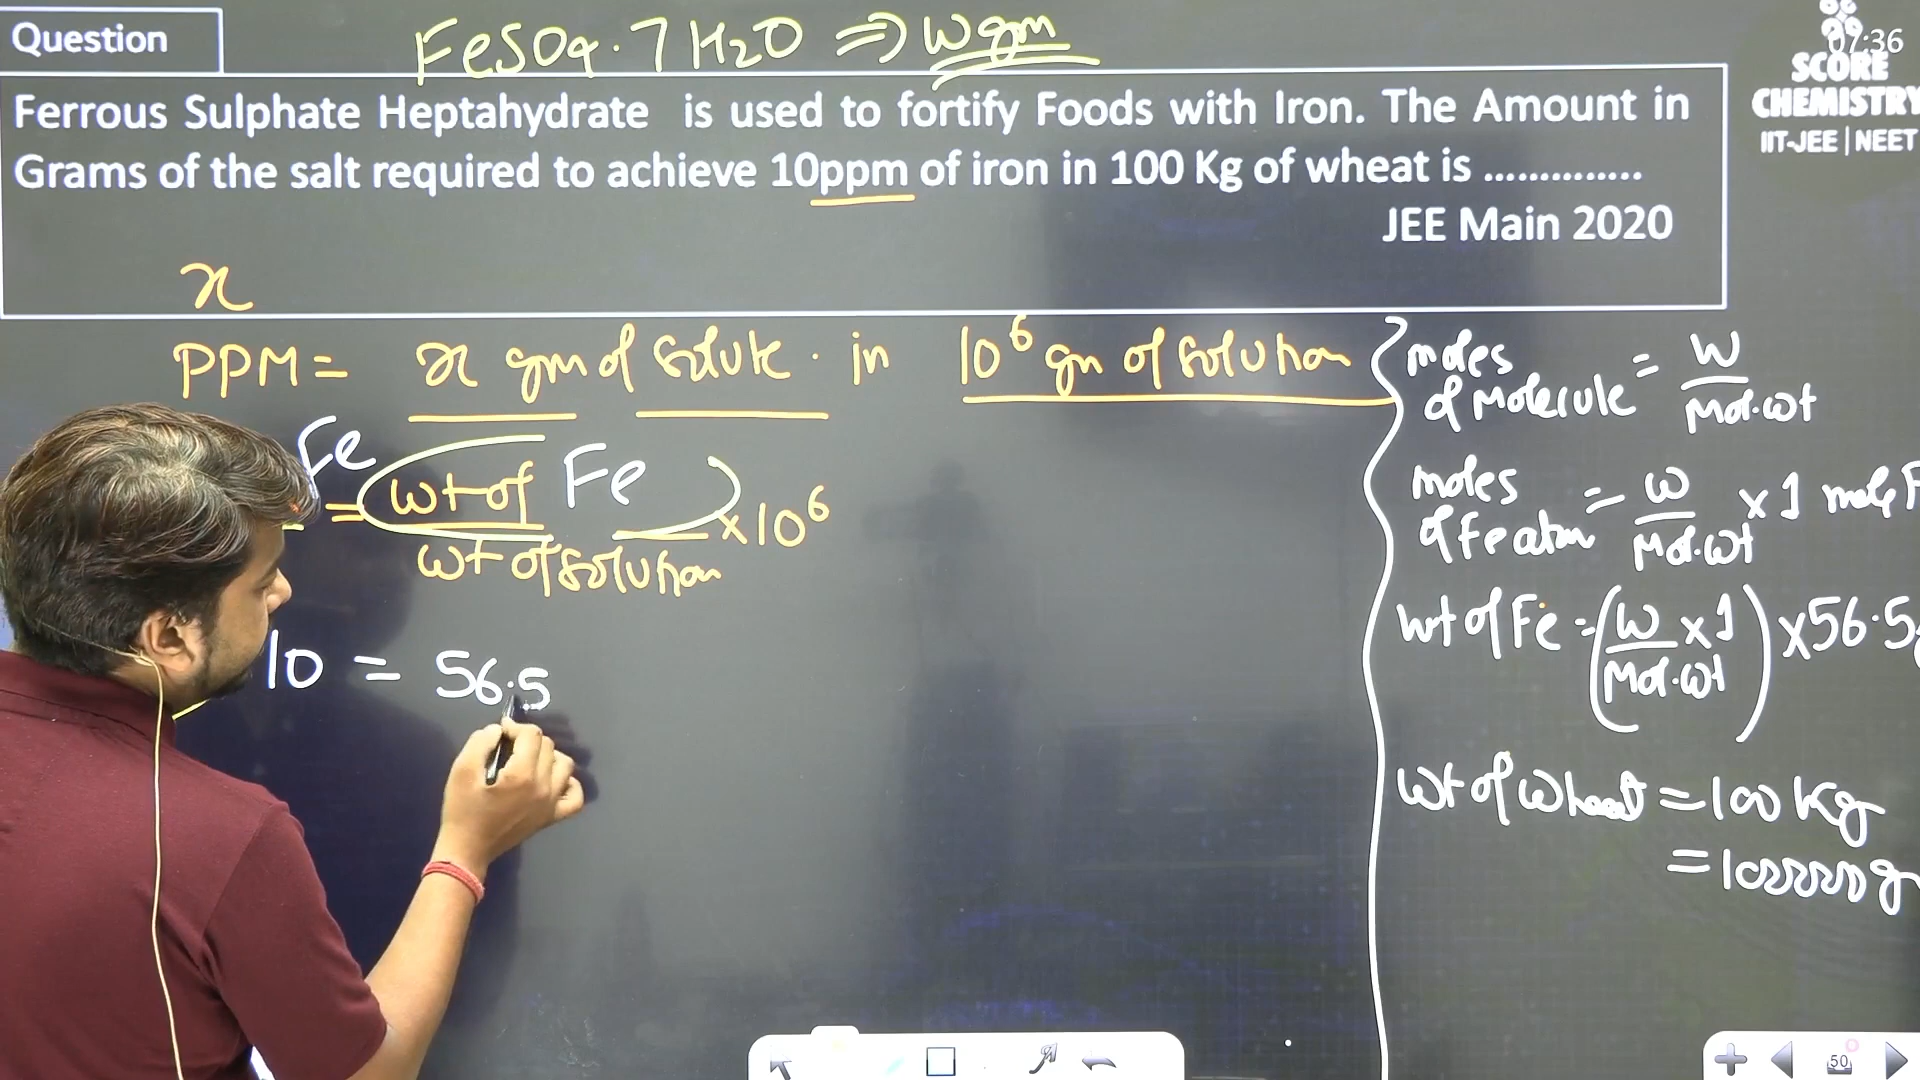 Question
FeSO4.7H2O ⇒ Wgm
07:36
SCORE
CHEMISTRY
IIT-JEE | NEET
Ferrous Sulphate Heptahydrate is used to fortify Foods with Iron. The Amount in
Grams of the salt required to achieve 10ppm of iron in 100 Kg of wheat is ..............
JEE Main 2020
x
PPM = x gm of solute . in 10^6 gm of solution
Fe = wt of Fe × 10^6
wt of solution
10 = 56.5
moles of Molecule = W
Mol.wt
moles of Fe atom = W × 1 mole F
Mol.wt
wt of Fe = (W × 1) × 56.5
Mol.wt
wt of wheat = 100 Kg
= 100000 g
50